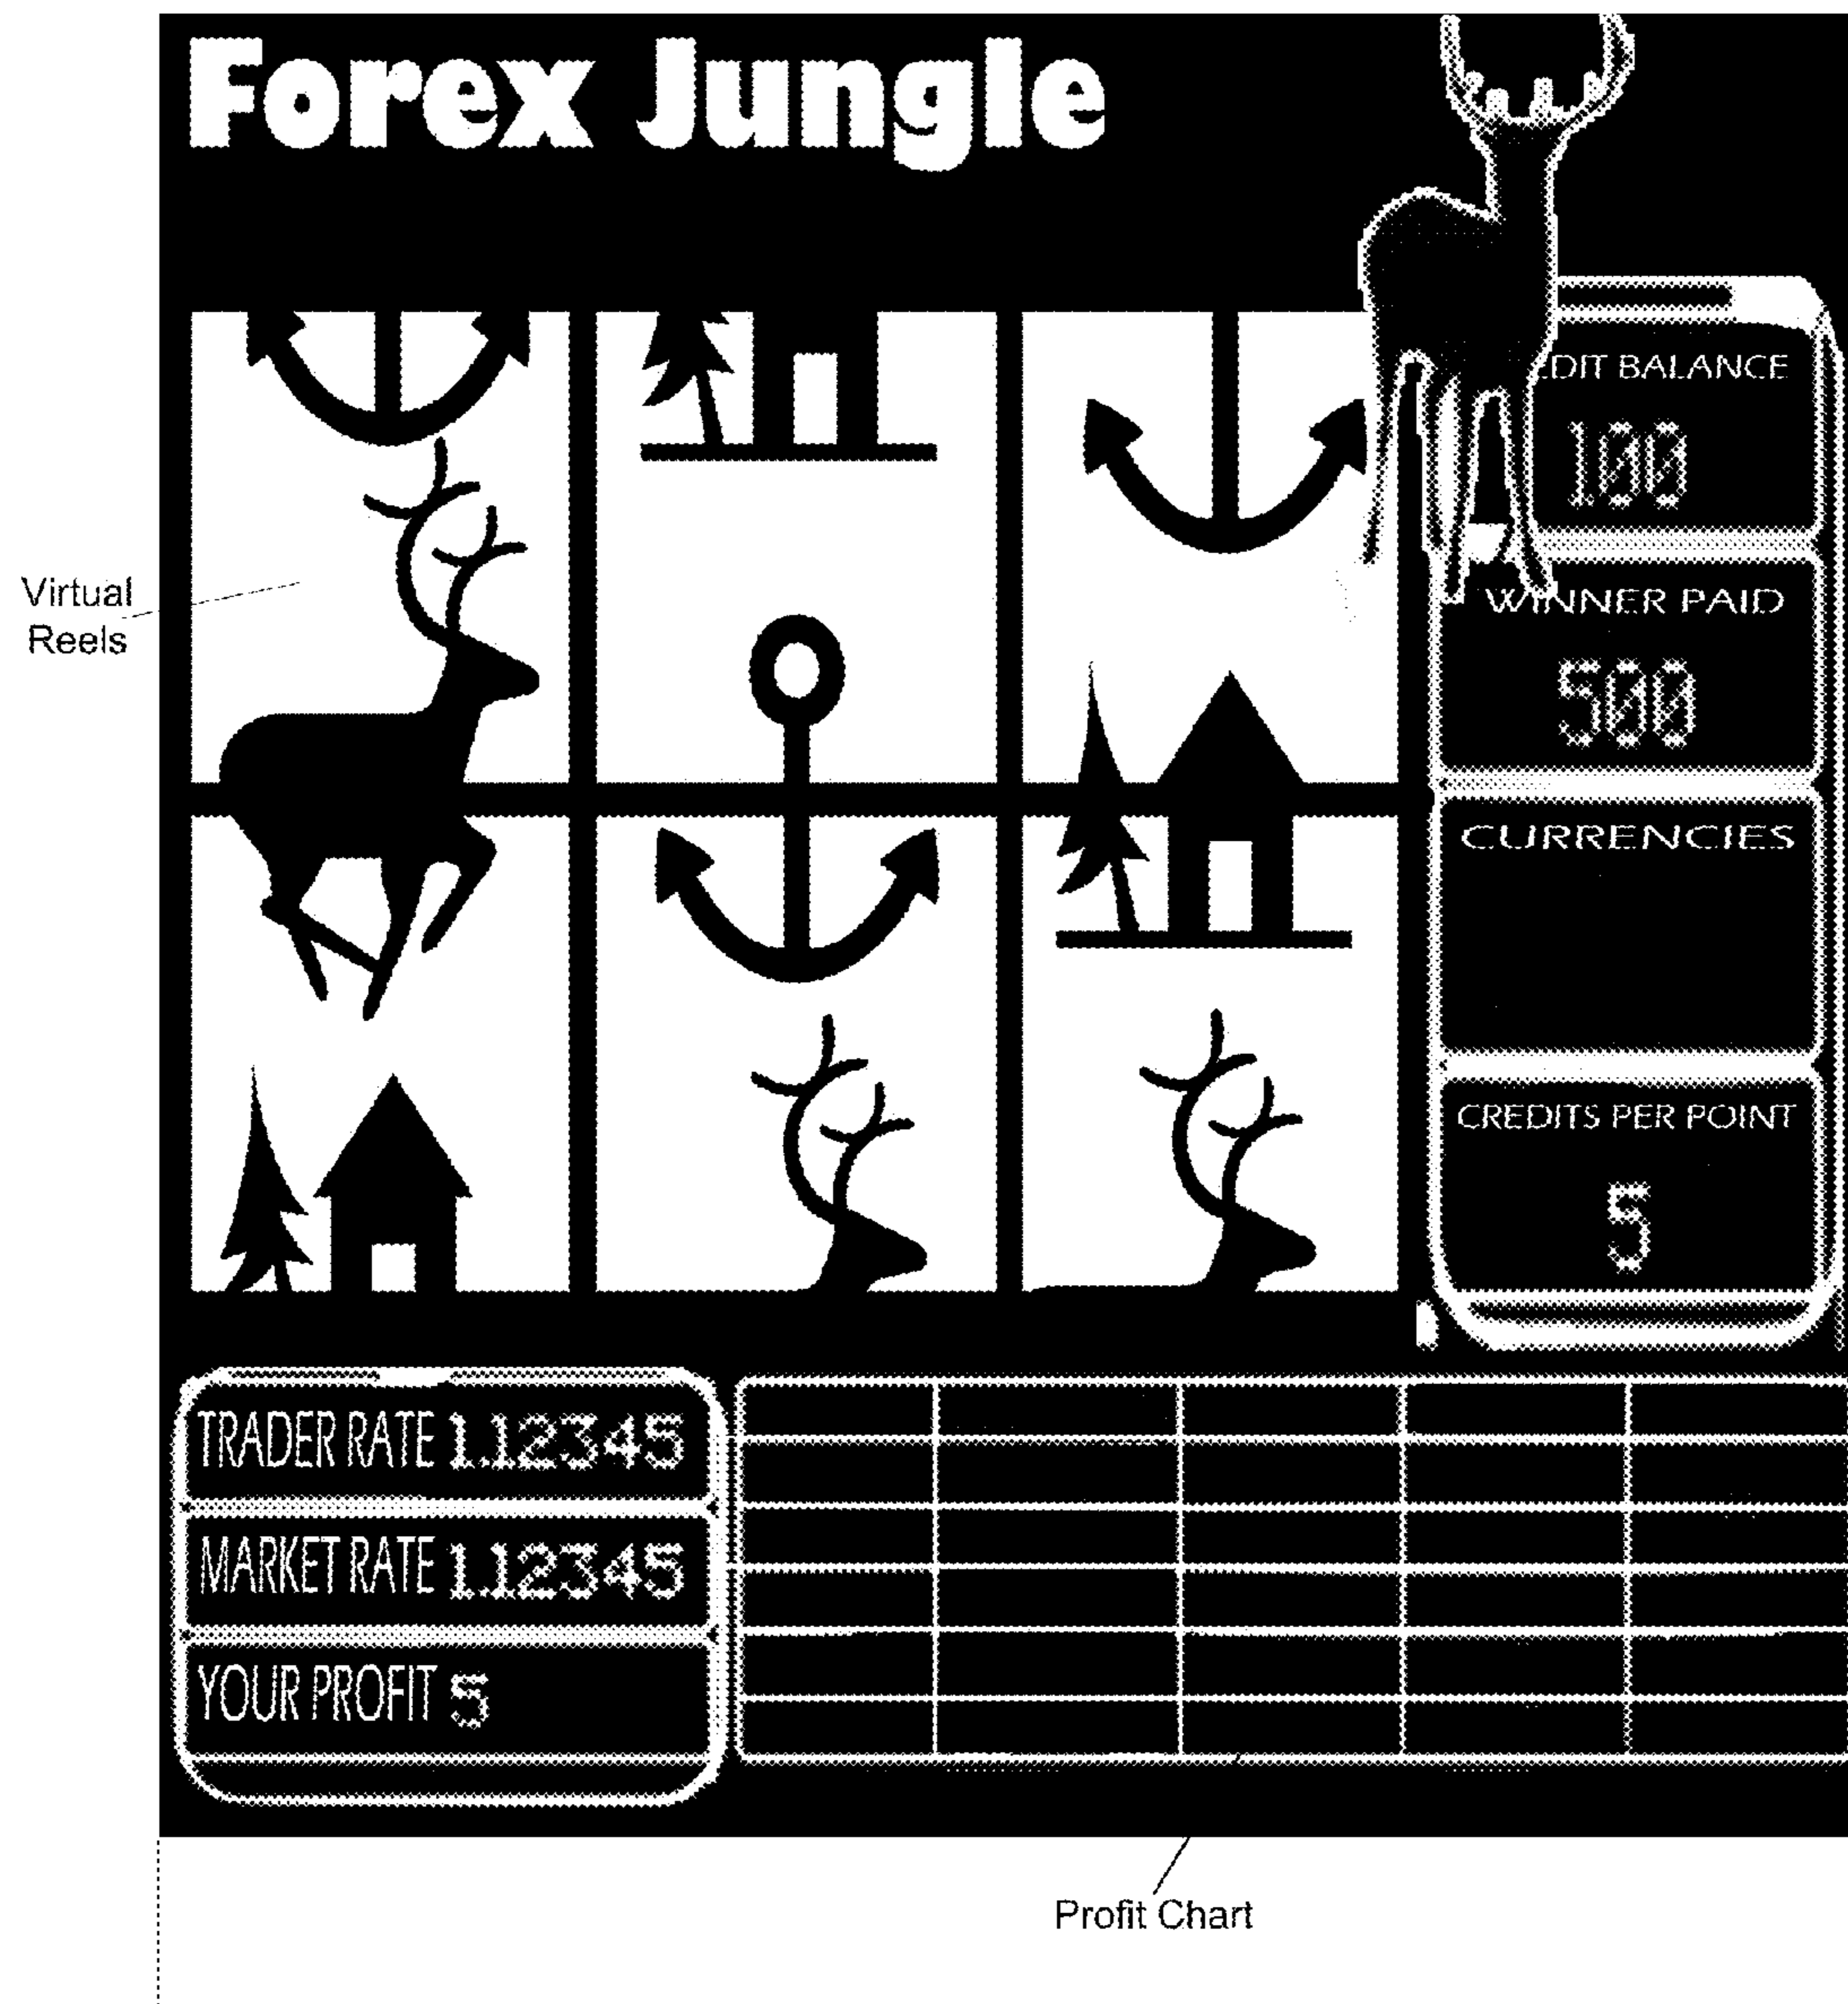 Forex Jungle
Virtual
Reels
EDIT BALANCE
100
WINNER PAID
500
CURRENCIES
CREDITS PER POINT
5
TRADER RATE 1.12345
MARKET RATE 1.12345
YOUR PROFIT 5
Profit Chart